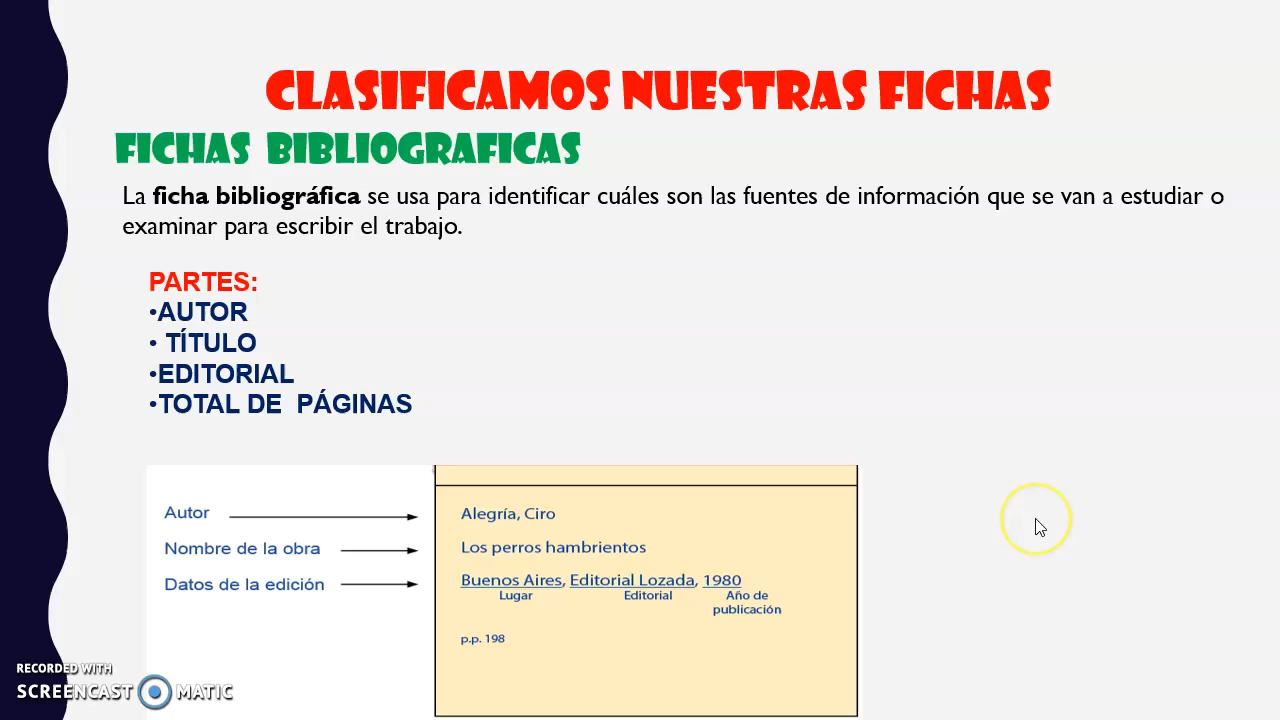 CLASIFICAMOS NUESTRAS FICHAS
FICHAS BIBLIOGRAFICAS
La ficha bibliográfica se usa para identificar cuáles son las fuentes de información que se van a estudiar o
examinar para escribir el trabajo.
PARTES:
•AUTOR
• TÍTULO
•EDITORIAL
•TOTAL DE PÁGINAS
Autor
Alegría, Ciro
Nombre de la obra
Los perros hambrientos
Datos de la edición
Buenos Aires, Editorial Lozada, 1980
Lugar Editorial Año de
publicación
p.p. 198
RECORDED WITH
SCREENCAST MATIC